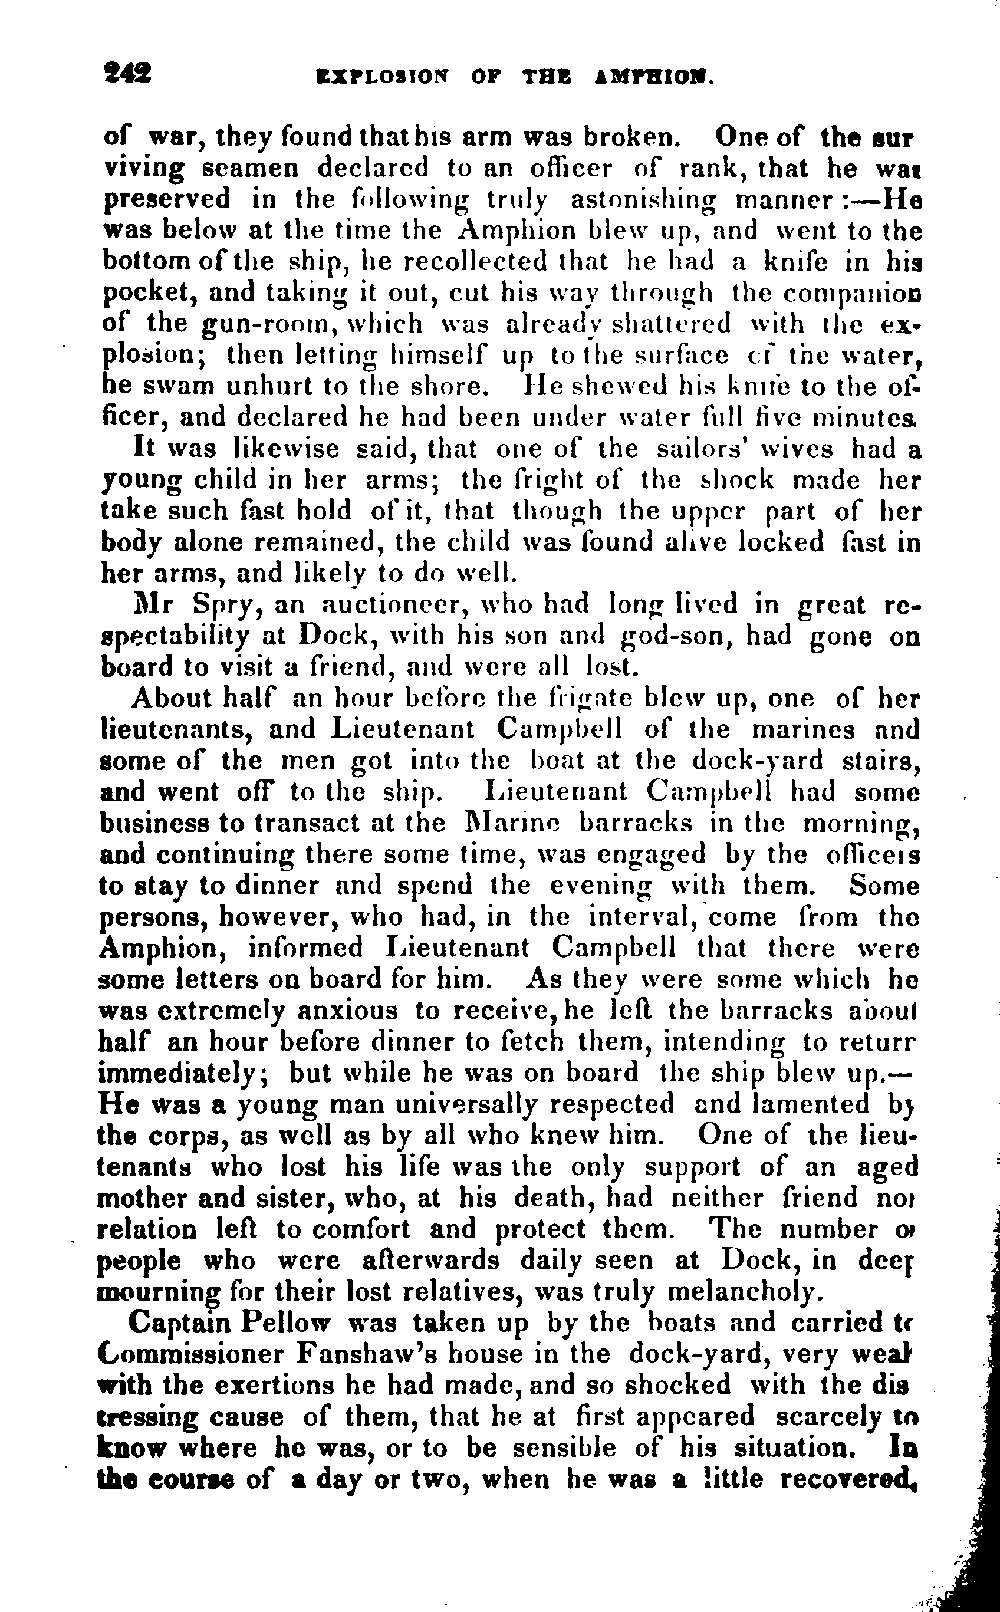 242 EXPLOSION OF THE AMPHION.
of war, they found that his arm was broken. One of the sur
viving seamen declared to an officer of rank, that he was
preserved in the following truly astonishing manner :—He
was below at the time the Amphion blew up, and went to the
bottom of the ship, he recollected that he had a knife in his
pocket, and taking it out, cut his way through the companion
of the gun-room, which was already shattered with the ex-
plosion; then letting himself up to the surface of the water,
he swam unhurt to the shore. He shewed his knife to the of-
ficer, and declared he had been under water full five minutes.
It was likewise said, that one of the sailors' wives had a
young child in her arms; the fright of the shock made her
take such fast hold of it, that though the upper part of her
body alone remained, the child was found alive locked fast in
her arms, and likely to do well.
Mr Spry, an auctioneer, who had long lived in great re-
spectability at Dock, with his son and god-son, had gone on
board to visit a friend, and were all lost.
About half an hour before the frigate blew up, one of her
lieutenants, and Lieutenant Campbell of the marines and
some of the men got into the boat at the dock-yard stairs,
and went off to the ship. Lieutenant Campbell had some
business to transact at the Marine barracks in the morning,
and continuing there some time, was engaged by the officers
to stay to dinner and spend the evening with them. Some
persons, however, who had, in the interval, come from the
Amphion, informed Lieutenant Campbell that there were
some letters on board for him. As they were some which he
was extremely anxious to receive, he left the barracks about
half an hour before dinner to fetch them, intending to return
immediately; but while he was on board the ship blew up.—
He was a young man universally respected and lamented by
the corps, as well as by all who knew him. One of the lieu-
tenants who lost his life was the only support of an aged
mother and sister, who, at his death, had neither friend nor
relation left to comfort and protect them. The number of
people who were afterwards daily seen at Dock, in deep
mourning for their lost relatives, was truly melancholy.
Captain Pellow was taken up by the boats and carried to
Commissioner Fanshaw's house in the dock-yard, very weak
with the exertions he had made, and so shocked with the dis
tressing cause of them, that he at first appeared scarcely to
know where he was, or to be sensible of his situation. In
the course of a day or two, when he was a little recovered,